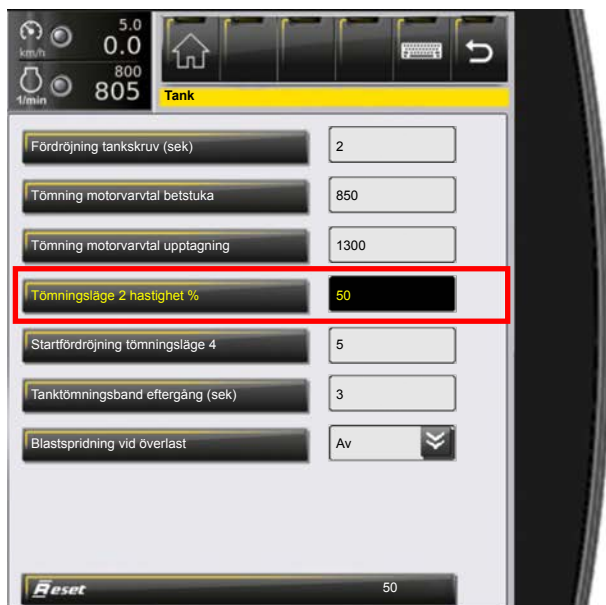 5.0
km/h 0.0
800
1/min 805
Tank
Fördröjning tankskruv (sek) 2
Tömning motorvarvtal betstuka 850
Tömning motorvarvtal upptagning 1300
Tömningsläge 2 hastighet % 50
Startfördröjning tömningsläge 4 5
Tanktömningsband eftergång (sek) 3
Blastspridning vid överlast Av
Reset 50